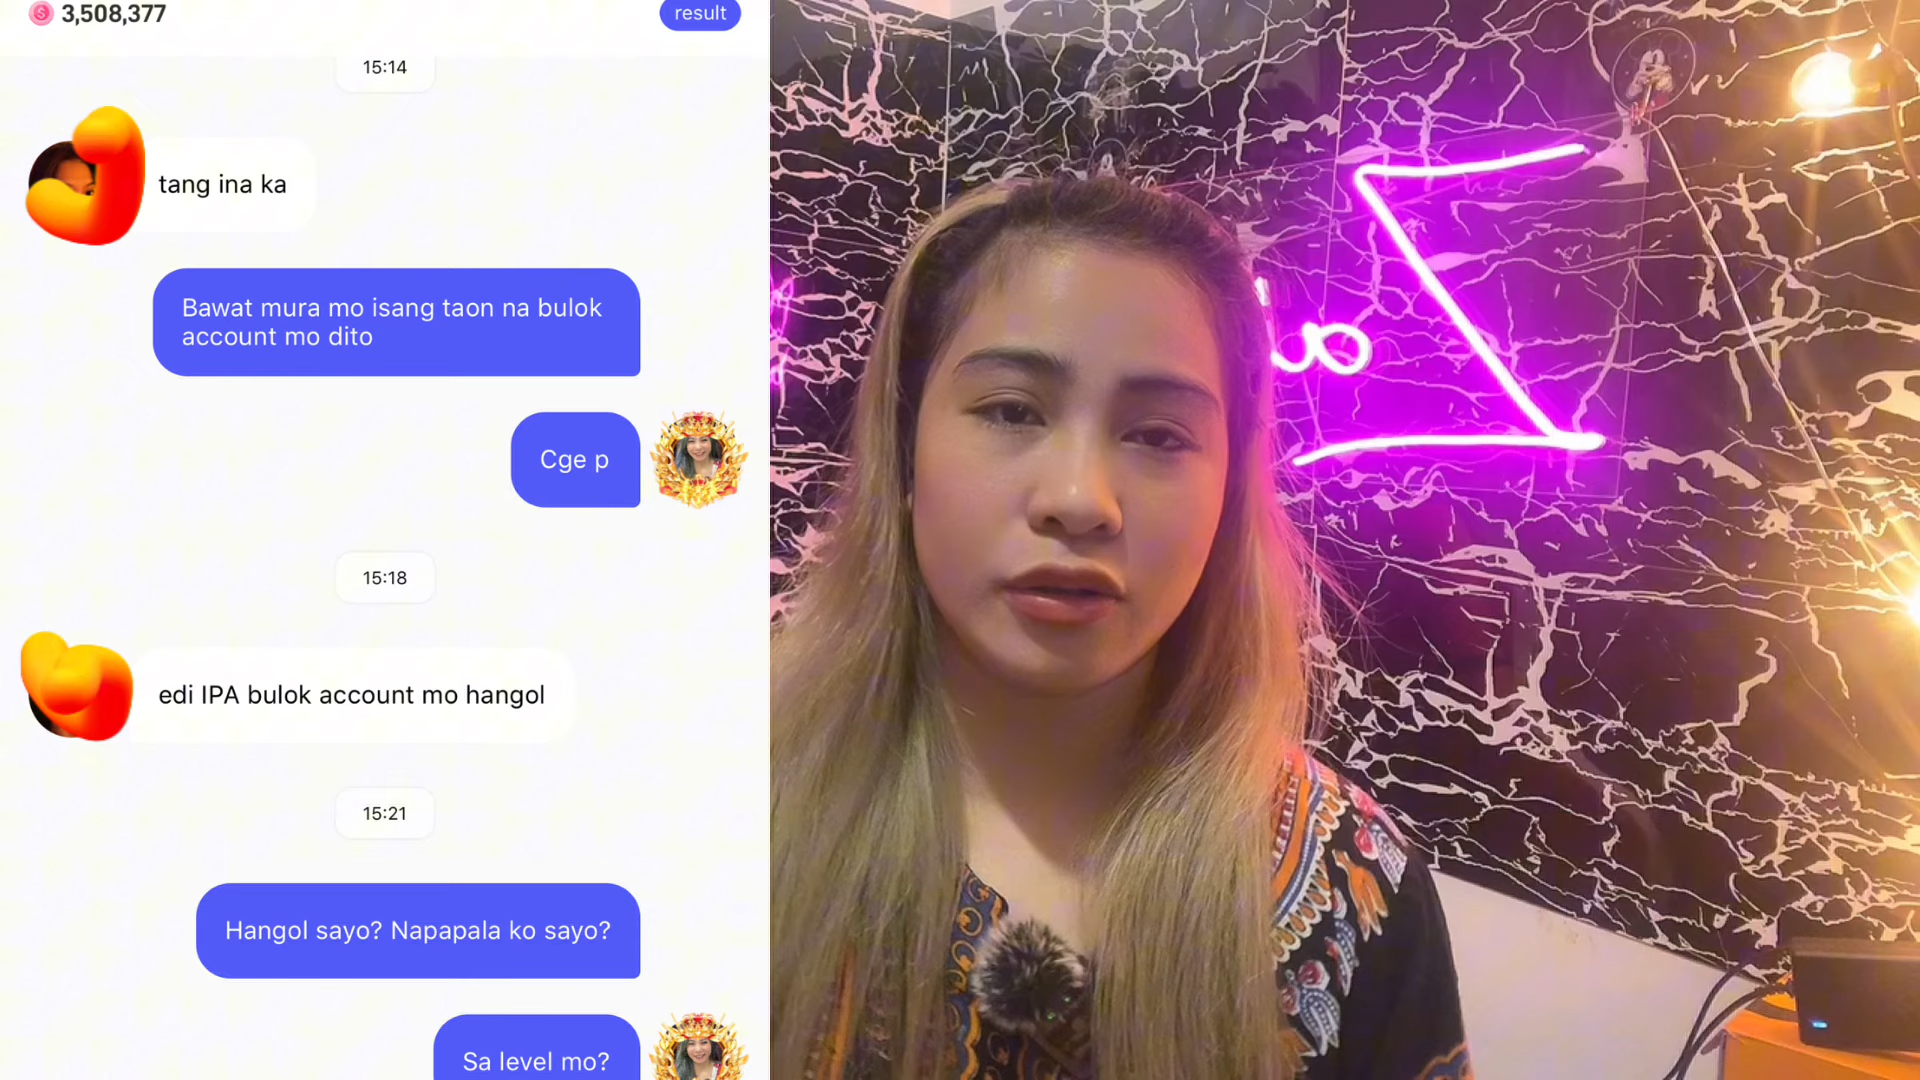 3,508,377
result
15:14
tang ina ka
Bawat mura mo isang taon na bulok
account mo dito
Cge p
15:18
edi IPA bulok account mo hangol
15:21
Hangol sayo? Napapala ko sayo?
Sa level mo?